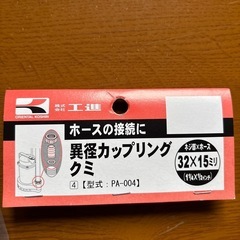 株式会社 工進
ホースの接続に
異径カップリング
クミ
④【型式:PA-004】
ネジ部×ホース
32×15ミリ